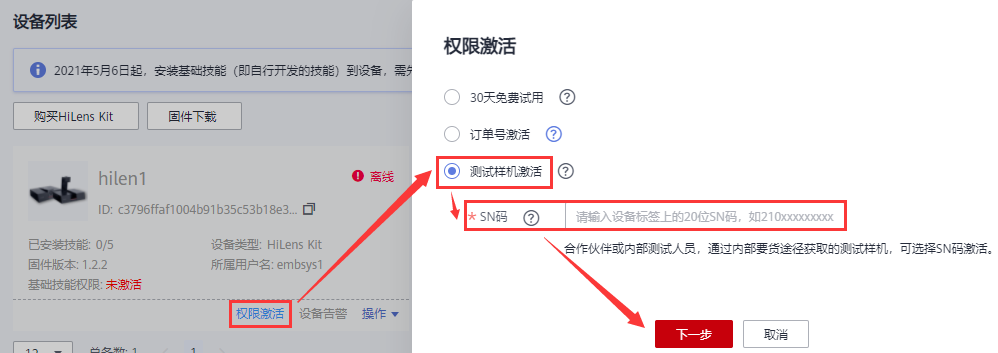 设备列表
2021年5月6日起，安装基础技能（即自行开发的技能）到设备，需先
购买HiLens Kit
固件下载
hilen1
离线
ID: c3796ffaf1004b91b35c53b18e3...
已安装技能: 0/5
设备类型: HiLens Kit
固件版本: 1.2.2
所属用户名: embsys1
基础技能权限: 未激活
权限激活 设备告警 操作
12 总条数: 1 1
权限激活
30天免费试用
订单号激活
测试样机激活
* SN码 请输入设备标签上的20位SN码，如210xxxxxxxxx
合作伙伴或内部测试人员，通过内部要货途径获取的测试样机，可选择SN码激活。
下一步 取消